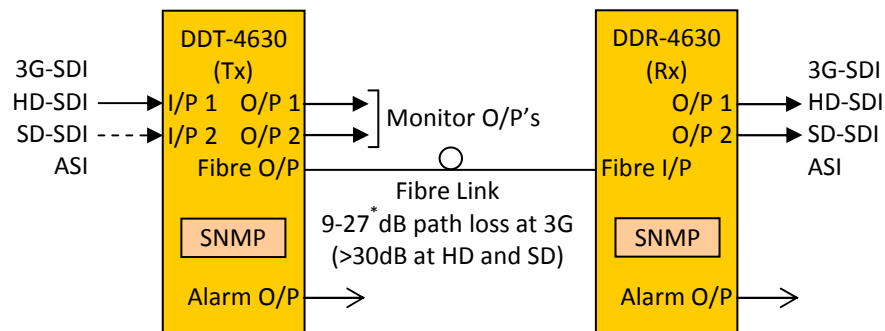 DDT-4630
(Tx)
3G-SDI
HD-SDI
SD-SDI
ASI
I/P 1 O/P 1
I/P 2 O/P 2
Fibre O/P
SNMP
Alarm O/P
Monitor O/P's
Fibre Link
9-27*dB path loss at 3G
(>30dB at HD and SD)
DDR-4630
(Rx)
O/P 1
O/P 2
Fibre I/P
SNMP
Alarm O/P
3G-SDI
HD-SDI
SD-SDI
ASI